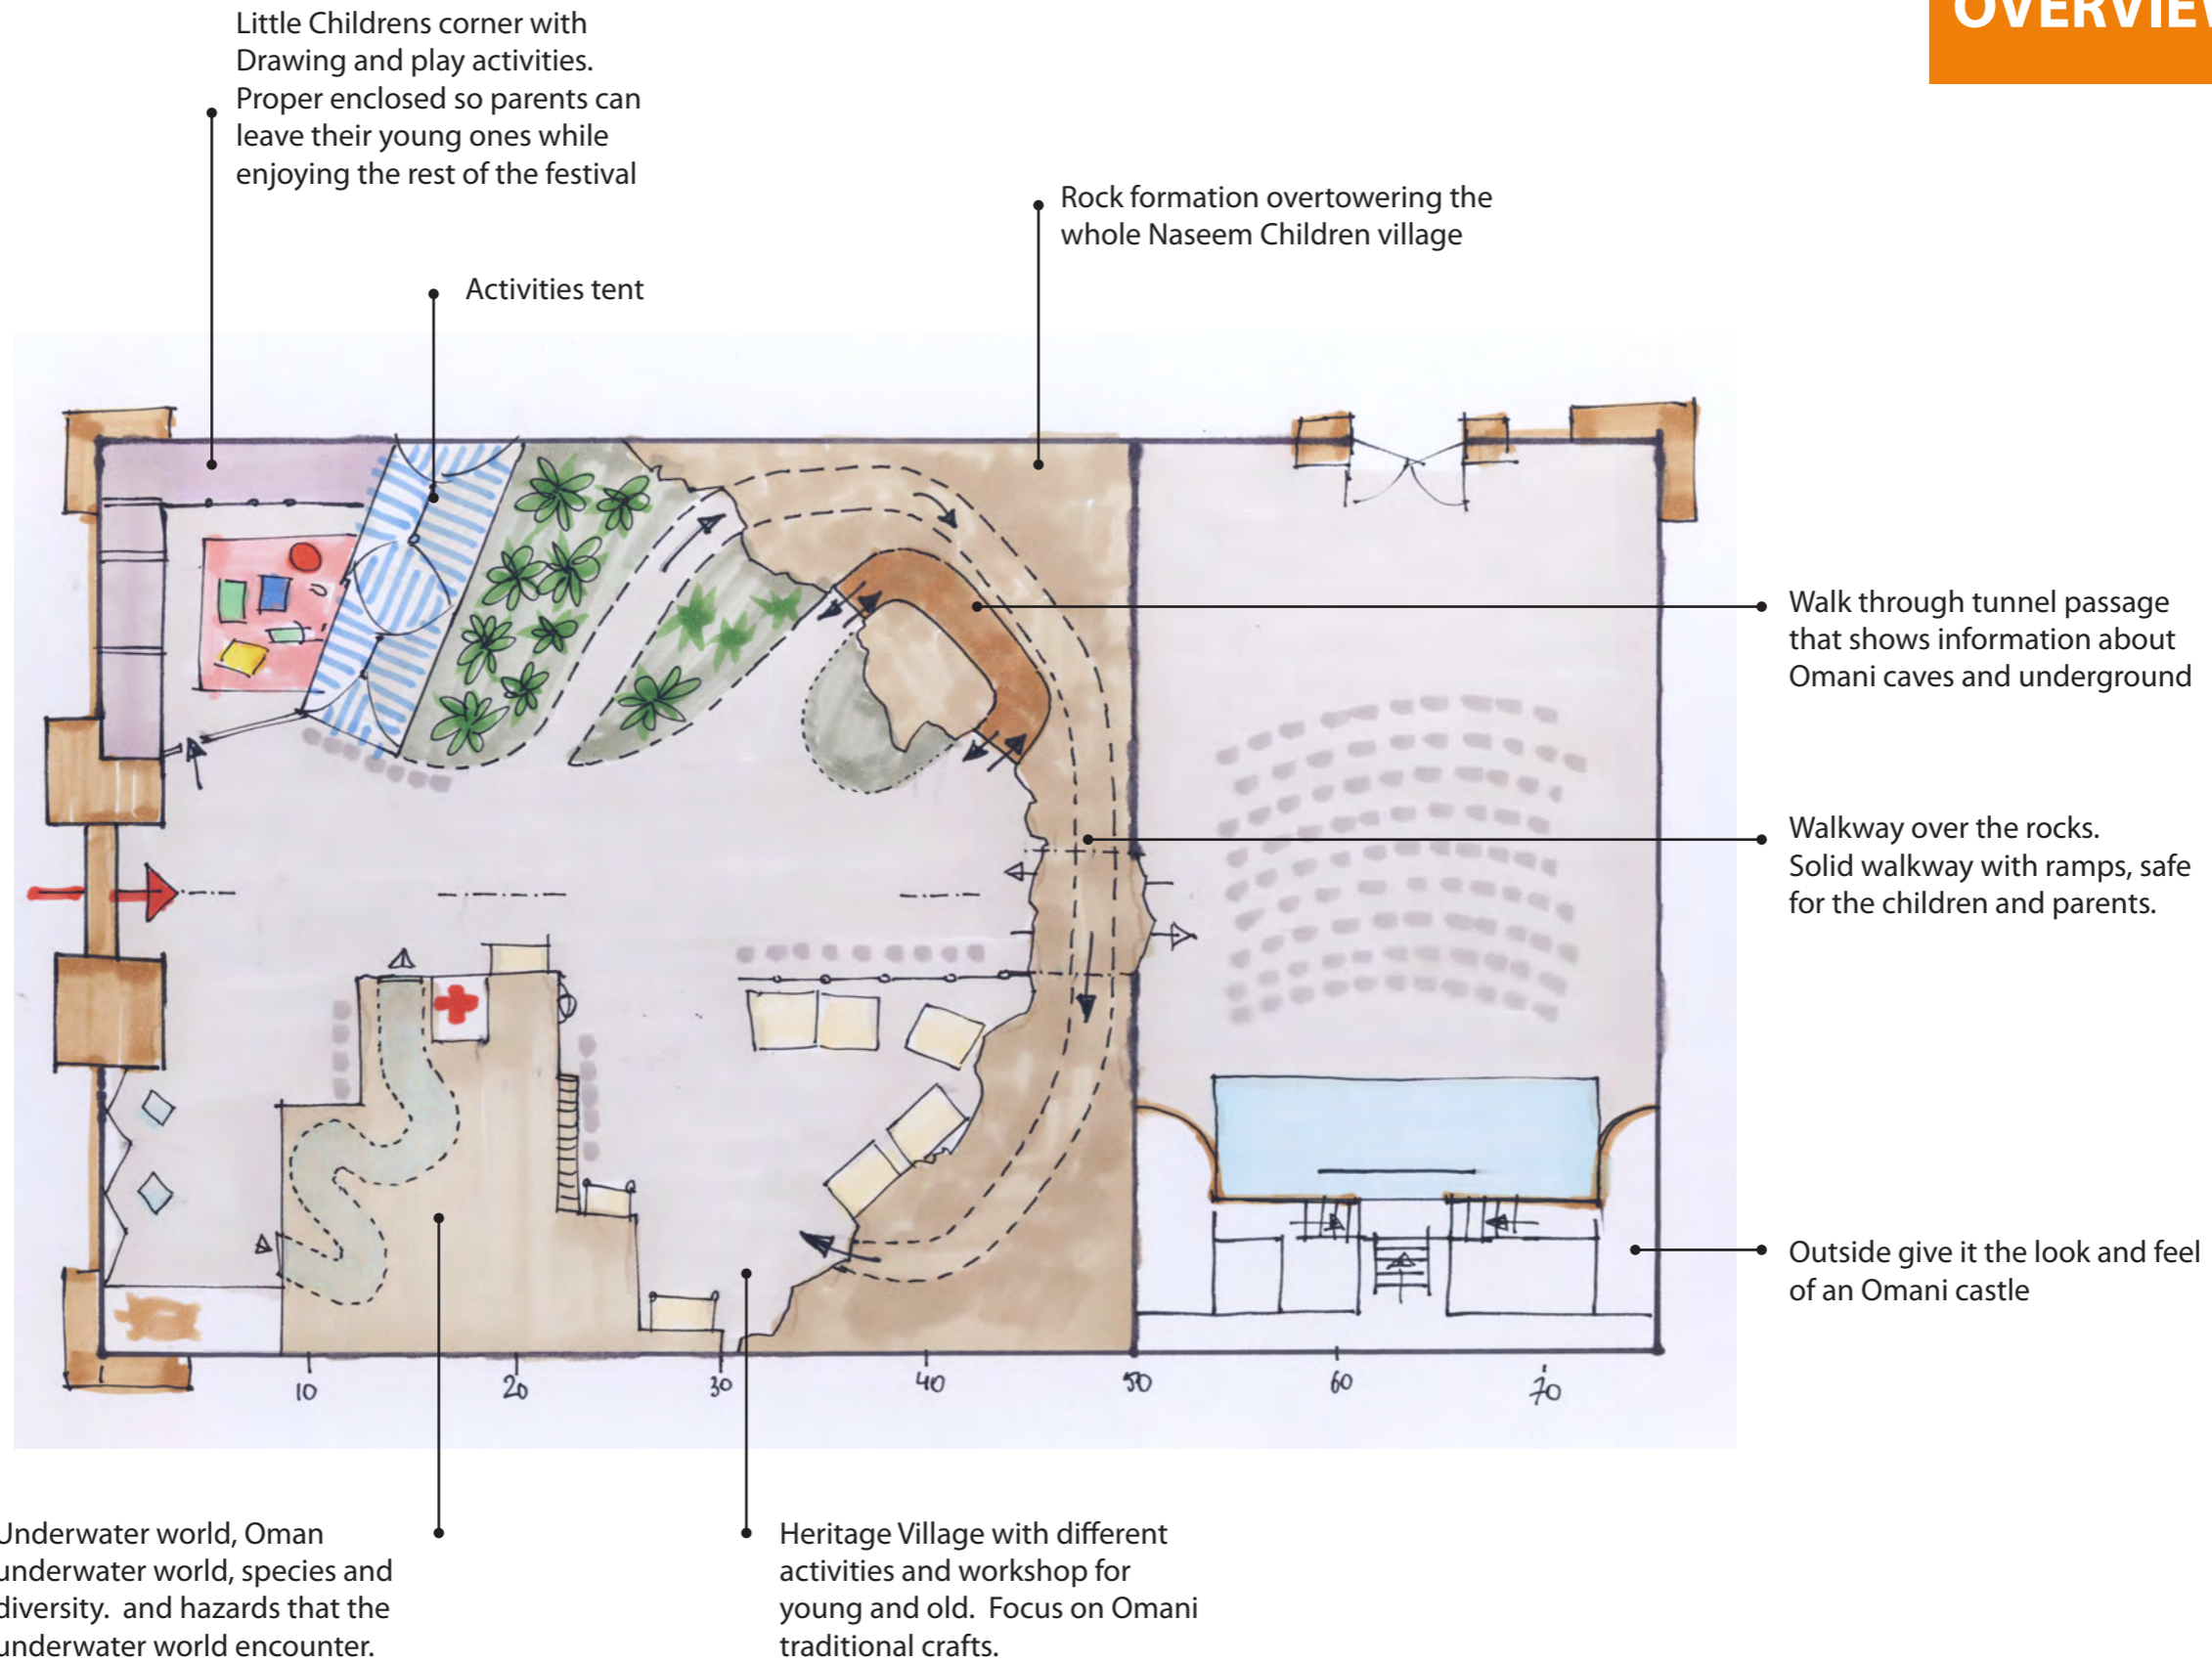 OVERVIEW
Little Childrens corner with
Drawing and play activities.
Proper enclosed so parents can
leave their young ones while
enjoying the rest of the festival
Rock formation overtowering the
whole Naseem Children village
Activities tent
Walk through tunnel passage
that shows information about
Omani caves and underground
Walkway over the rocks.
Solid walkway with ramps, safe
for the children and parents.
Outside give it the look and feel
of an Omani castle
10 20 30 40 50 60 70
Underwater world, Oman
underwater world, species and
diversity.  and hazards that the
underwater world encounter.
Heritage Village with different
activities and workshop for
young and old.  Focus on Omani
traditional crafts.